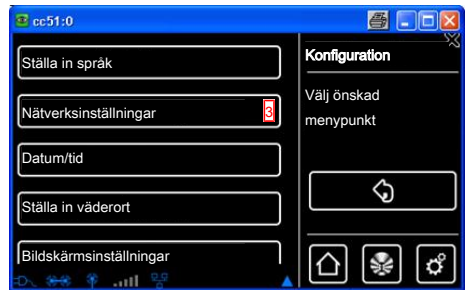 cc51:0
Ställa in språk
Nätverksinställningar
3
Datum/tid
Ställa in väderort
Bildskärmsinställningar
Konfiguration
Välj önskad
menypunkt